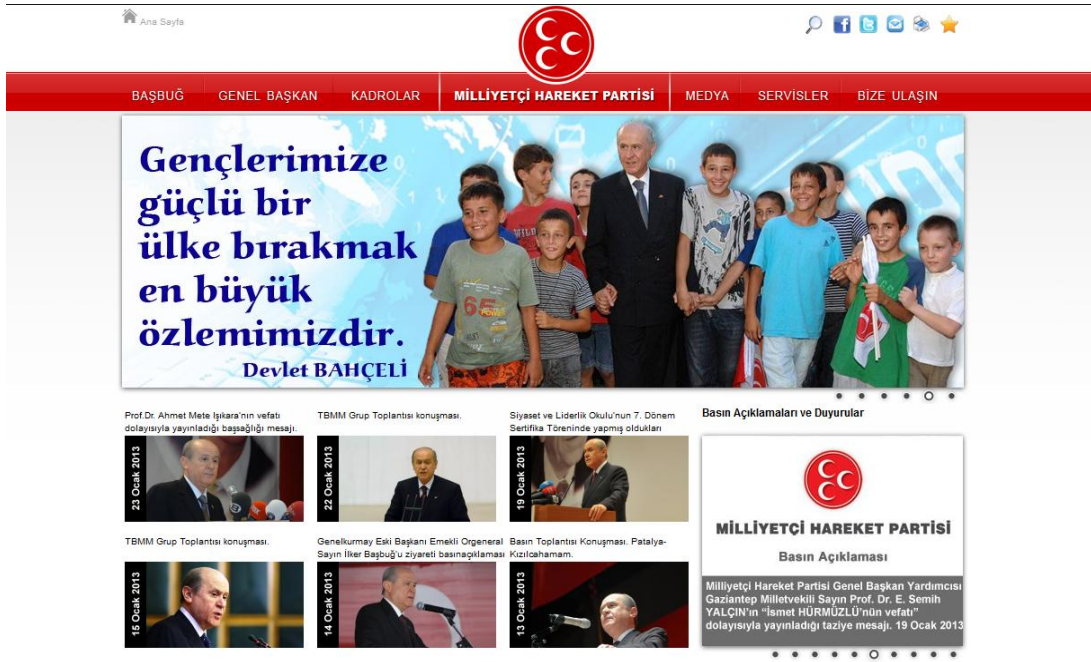 Ana Sayfa
BAŞBUĞ
GENEL BAŞKAN
KADROLAR
MİLLİYETÇİ HAREKET PARTİSİ
MEDYA
SERVİSLER
BİZE ULAŞIN
Gençlerimize
güçlü bir
ülke bırakmak
en büyük
özlemimizdir.
Devlet BAHÇELİ
Prof.Dr. Ahmet Mete Işıkara'nın vefatı
dolayısıyla yayınladığı başsağlığı mesajı.
23 Ocak 2013
TBMM Grup Toplantısı konuşması.
22 Ocak 2013
Siyaset ve Liderlik Okulu'nun 7. Dönem
Sertifika Töreninde yapmış oldukları
19 Ocak 2013
TBMM Grup Toplantısı konuşması.
15 Ocak 2013
Genelkurmay Eski Başkanı Emekli Orgeneral
Sayın İlker Başbuğ'u ziyareti basınaçıklaması
14 Ocak 2013
Basın Toplantısı Konuşması. Patalya-
Kızılcahamam.
13 Ocak 2013
Basın Açıklamaları ve Duyurular
MİLLİYETÇİ HAREKET PARTİSİ
Basın Açıklaması
Milliyetçi Hareket Partisi Genel Başkan Yardımcısı
Gaziantep Milletvekili Sayın Prof. Dr. E. Semih
YALÇIN'ın “İsmet HÜRMÜZLÜ'nün vefatı”
dolayısıyla yayınladığı taziye mesajı. 19 Ocak 2013